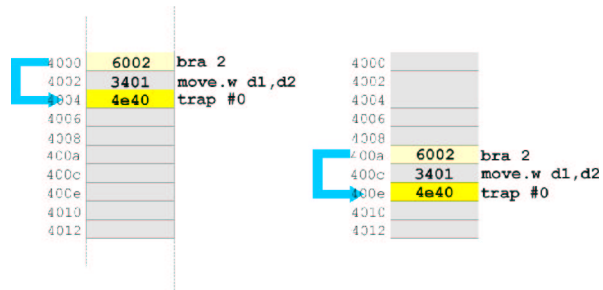 4000 6002 bra 2
4002 3401 move.w d1,d2
4004 4e40 trap #0
4006
4008
400a
400c
400e
4010
4012
4000
4002
4004
4006
4008
400a 6002 bra 2
400c 3401 move.w d1,d2
400e 4e40 trap #0
4010
4012